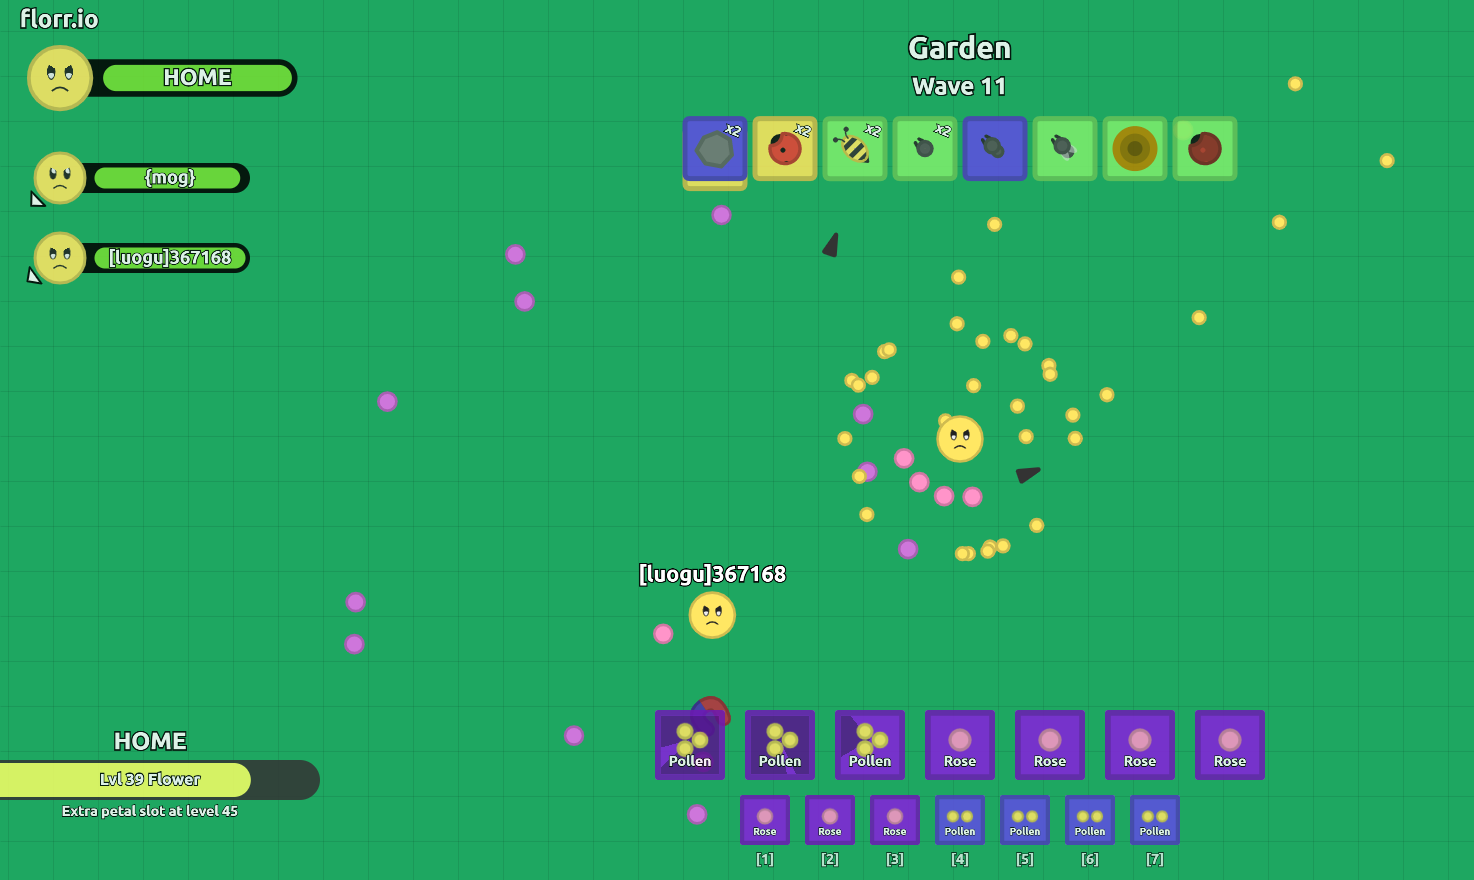 florr.io
HOME
{mog}
[luogu]367168
Garden
Wave 11
x2
x2
x2
x2
[luogu]367168
HOME
Lvl 39 Flower
Extra petal slot at level 45
Pollen
Pollen
Pollen
Rose
Rose
Rose
Rose
Rose
Rose
Rose
Pollen
Pollen
Pollen
Pollen
[1]
[2]
[3]
[4]
[5]
[6]
[7]